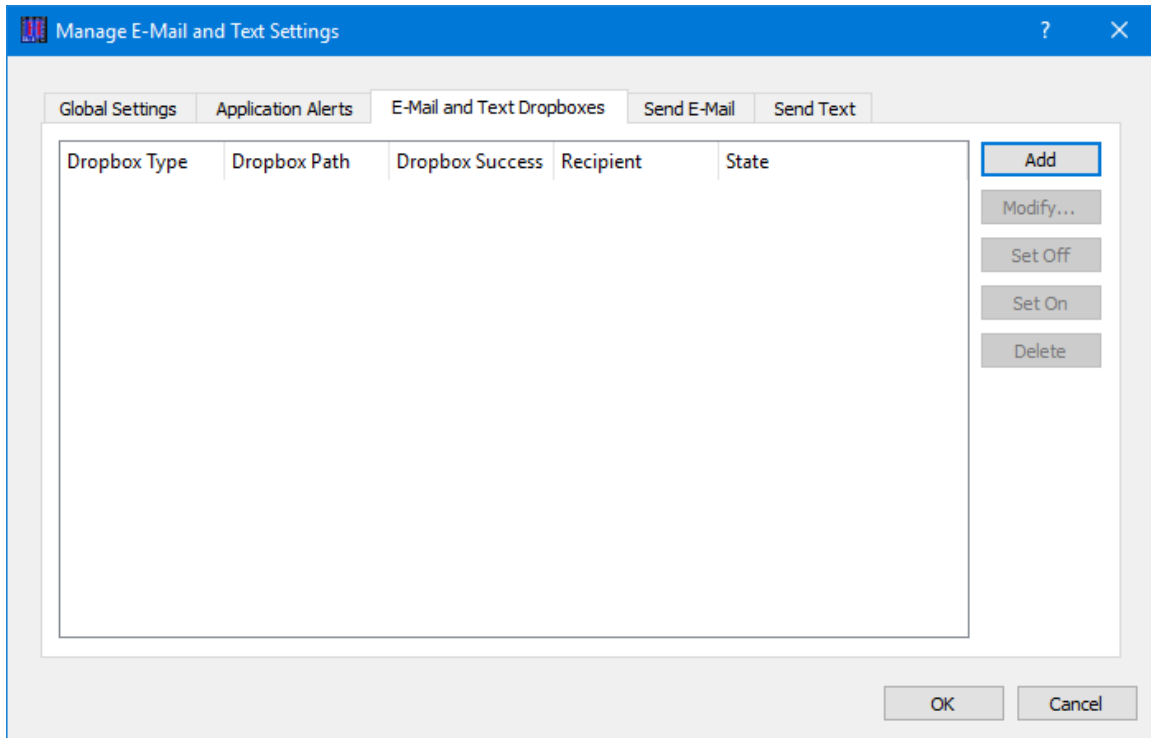 Manage E-Mail and Text Settings ?
Global Settings Application Alerts E-Mail and Text Dropboxes Send E-Mail Send Text
Dropbox Type Dropbox Path Dropbox Success Recipient State
Add
Modify...
Set Off
Set On
Delete
OK Cancel